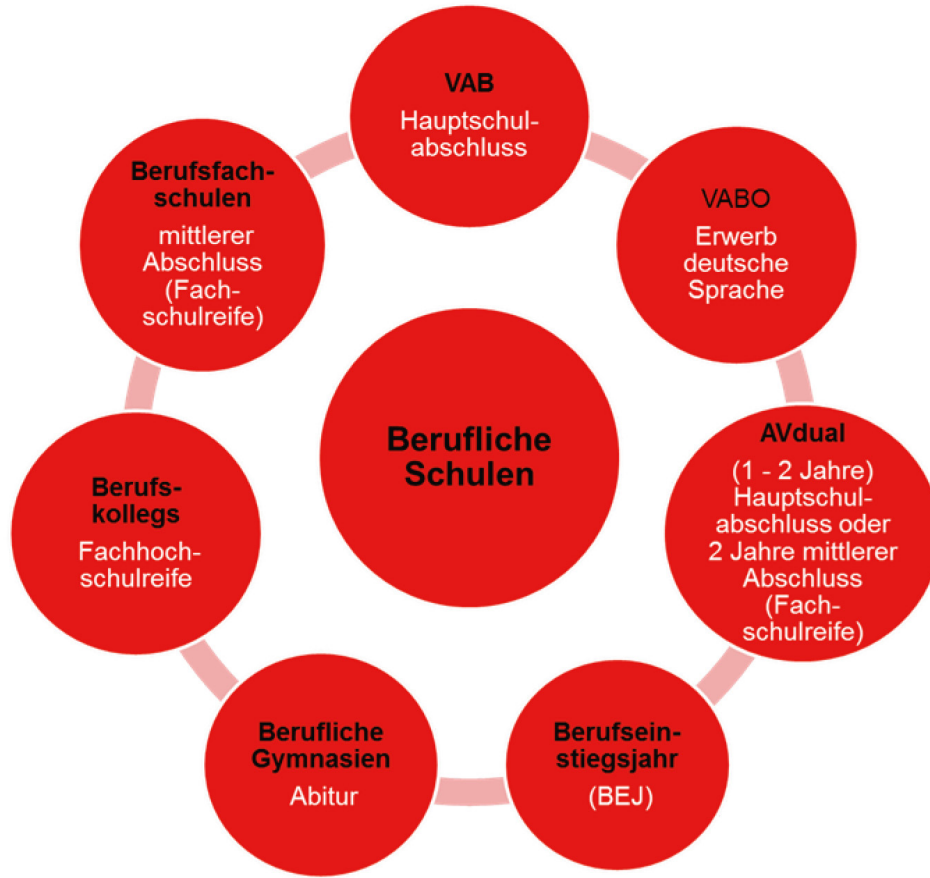 VAB
Hauptschul-
abschluss
VABO
Erwerb
deutsche
Sprache
AVdual
(1 - 2 Jahre)
Hauptschul-
abschluss oder
2 Jahre mittlerer
Abschluss
(Fach-
schulreife)
Berufsein-
stiegsjahr
(BEJ)
Berufliche
Gymnasien
Abitur
Berufs-
kollegs
Fachhoch-
schulreife
Berufsfach-
schulen
mittlerer
Abschluss
(Fach-
schulreife)
Berufliche
Schulen